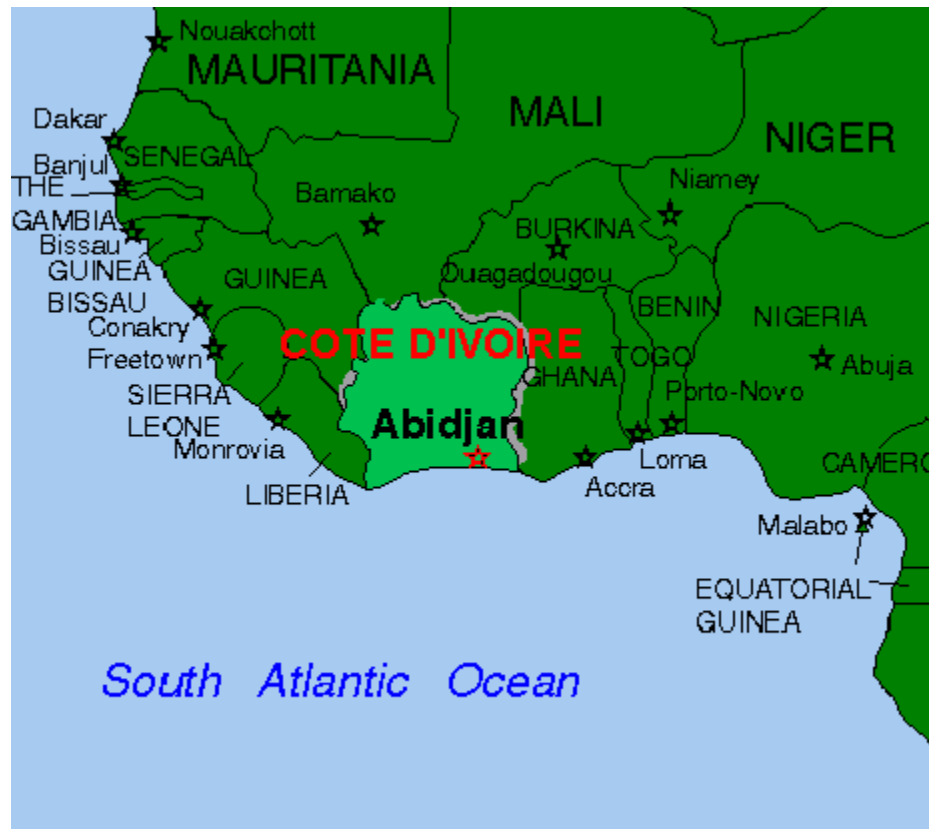 Nouakchott
MAURITANIA
MALI
NIGER
Dakar
SENEGAL
Banjul
THE
GAMBIA
Bamako
Niamey
BURKINA
Bissau
GUINEA
BISSAU
GUINEA
Ouagadougou
BENIN
NIGERIA
Conakry
COTE D'IVOIRE
Freetown
TOGO
Abuja
GHANA
Porto-Novo
SIERRA
LEONE
Abidjan
Monrovia
Loma
CAMERO
LIBERIA
Accra
Malabo
EQUATORIAL
GUINEA
South Atlantic Ocean